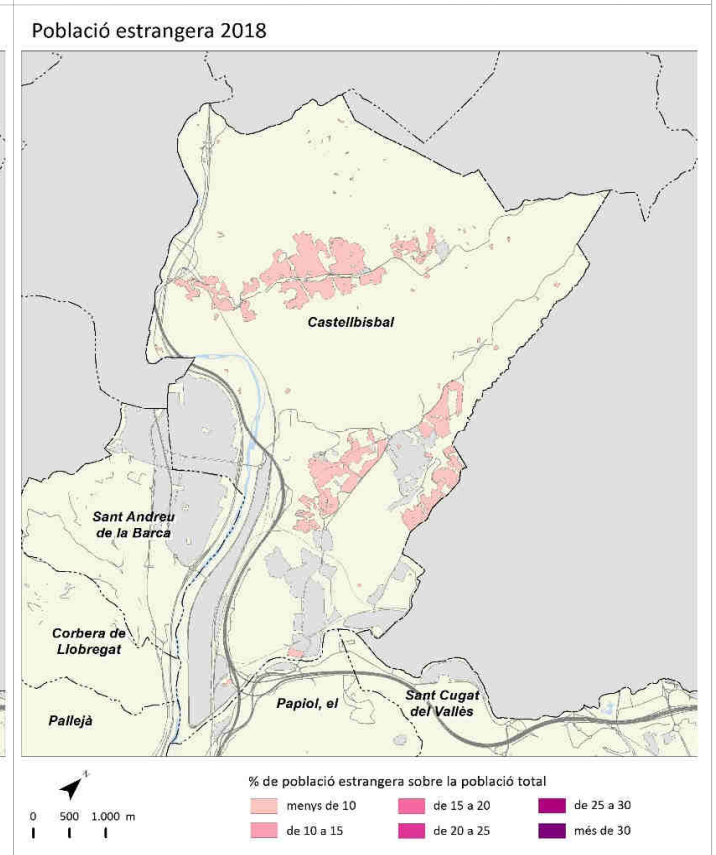 Població estrangera 2018
Castellbisbal
Sant Andreu
de la Barca
Corbera de
Llobregat
Pallejà
Papiol, el
Sant Cugat
del Vallès
N
0 500 1.000 m
% de població estrangera sobre la població total
menys de 10
de 15 a 20
de 25 a 30
de 10 a 15
de 20 a 25
més de 30